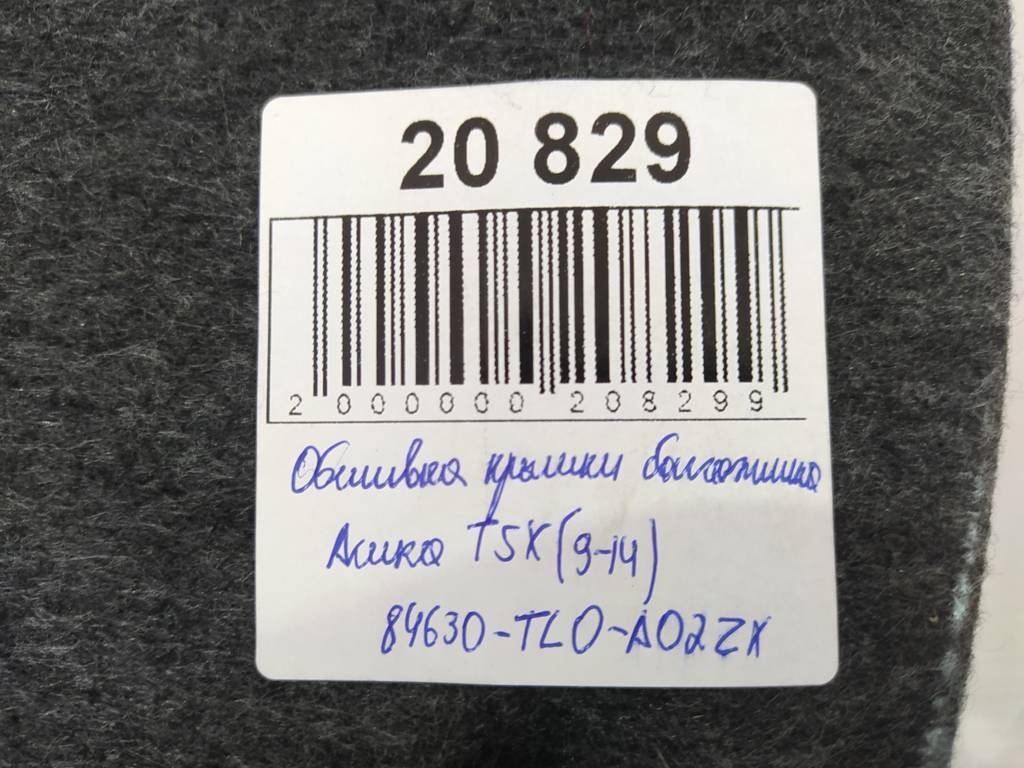 20 829
2 000000 208299
Обшивка крышки багажника
Акура TSX (9-14)
84630-TL0-A02ZX